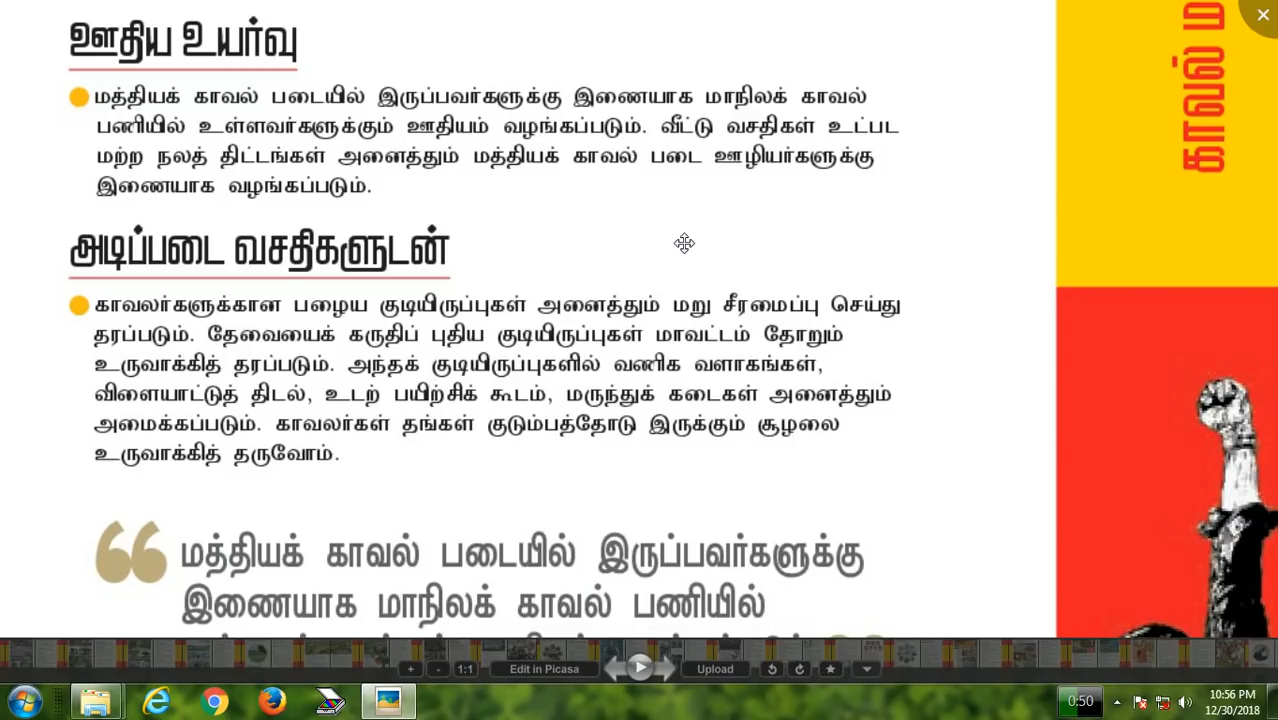 ஊதிய உயர்வு
மத்தியக் காவல் படையில் இருப்பவர்களுக்கு இணையாக மாநிலக் காவல்
பணியில் உள்ளவர்களுக்கும் ஊதியம் வழங்கப்படும். வீட்டு வசதிகள் உட்பட
மற்ற நலத் திட்டங்கள் அனைத்தும் மத்தியக் காவல் படை ஊழியர்களுக்கு
இணையாக வழங்கப்படும்.
அடிப்படை வசதிகளுடன்
காவலர்களுக்கான பழைய குடியிருப்புகள் அனைத்தும் மறு சீரமைப்பு செய்து
தரப்படும். தேவையைக் கருதிப் புதிய குடியிருப்புகள் மாவட்டம் தோறும்
உருவாக்கித் தரப்படும். அந்தக் குடியிருப்புகளில் வணிக வளாகங்கள்,
விளையாட்டுத் திடல், உடற் பயிற்சிக் கூடம், மருந்துக் கடைகள் அனைத்தும்
அமைக்கப்படும். காவலர்கள் தங்கள் குடும்பத்தோடு இருக்கும் சூழலை
உருவாக்கித் தருவோம்.
“மத்தியக் காவல் படையில் இருப்பவர்களுக்கு
இணையாக மாநிலக் காவல் பணியில்
காவல் ம
+ - 1:1 Edit in Picasa Upload
0:50
10:56 PM
12/30/2018